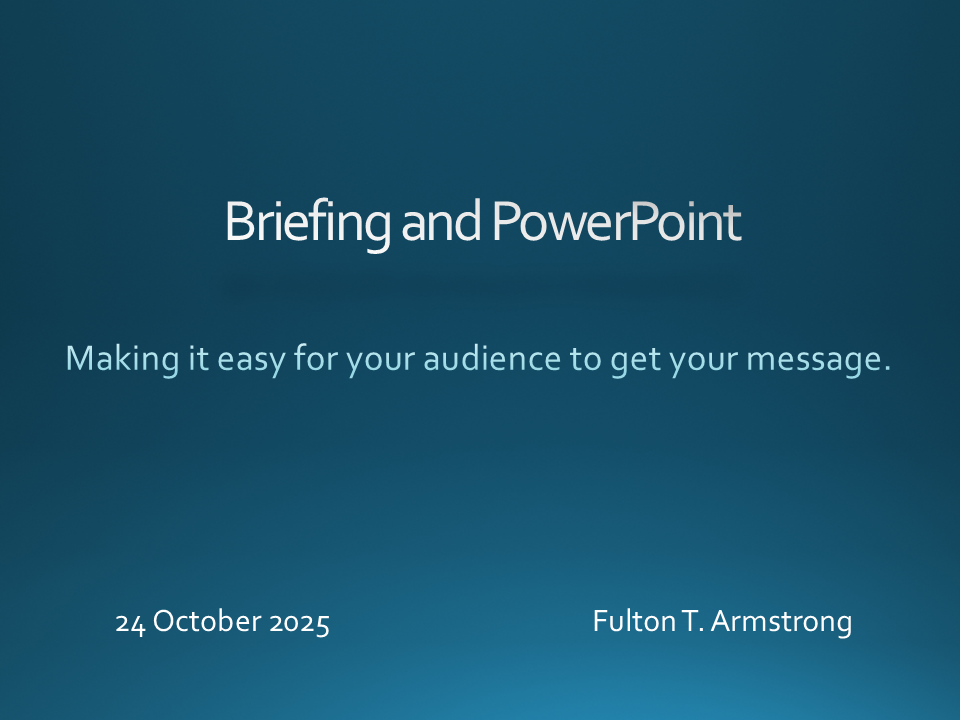 Briefing and PowerPoint
Making it easy for your audience to get your message.
24 October 2025
Fulton T. Armstrong